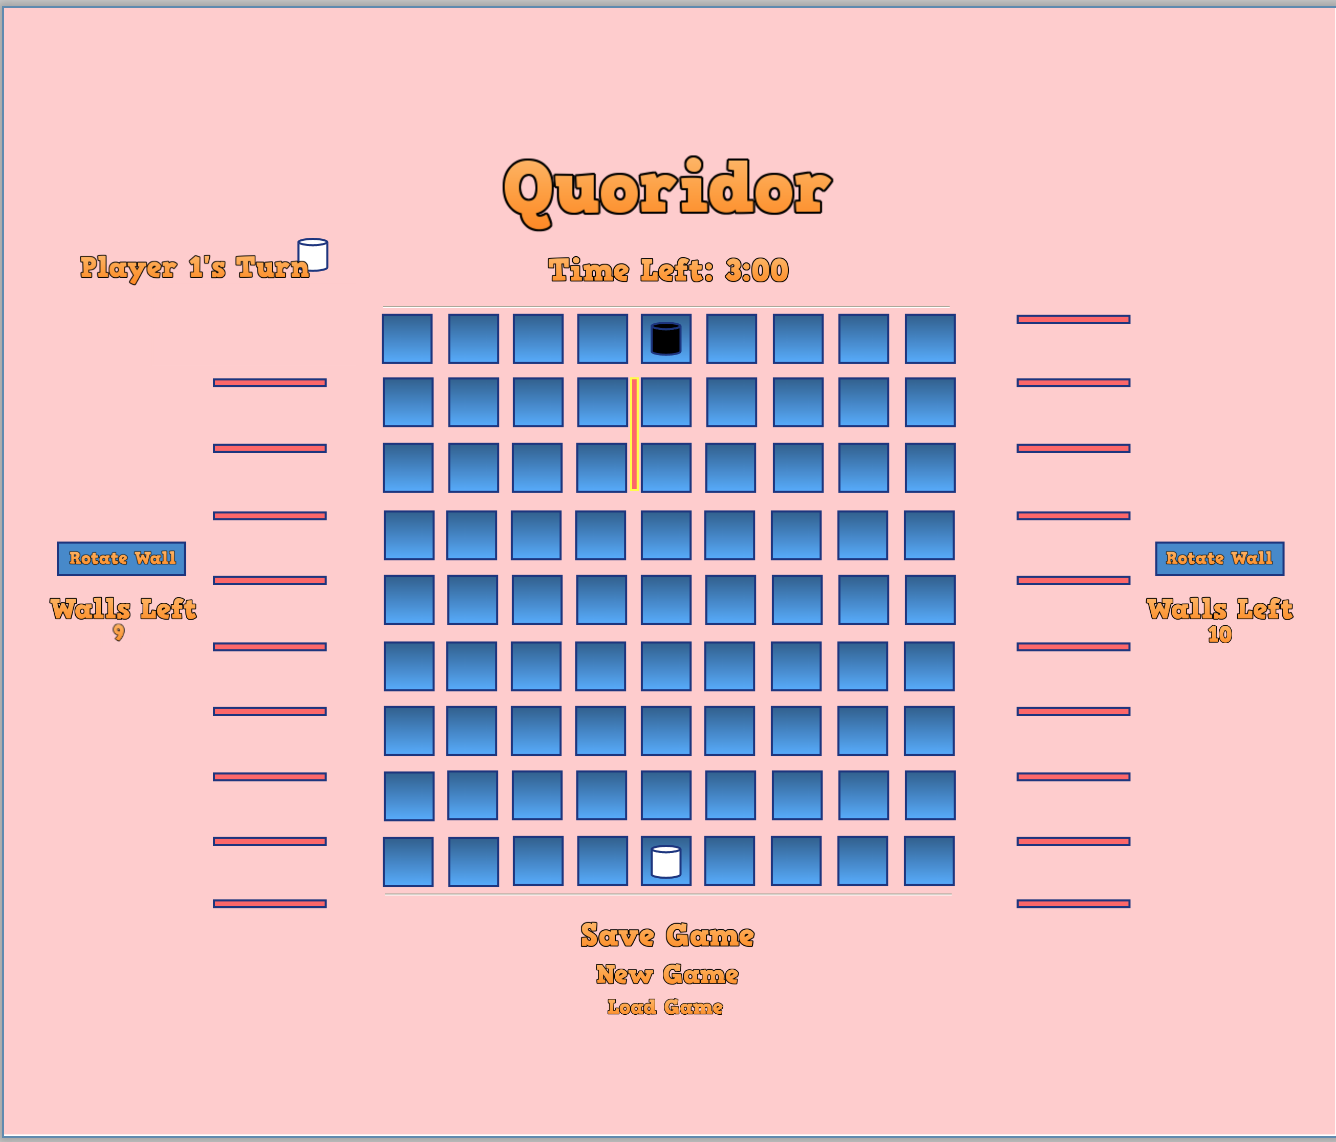 Quoridor
Player 1's Turn
Time Left: 3:00
Rotate Wall
Walls Left
9
Rotate Wall
Walls Left
10
Save Game
New Game
Load Game